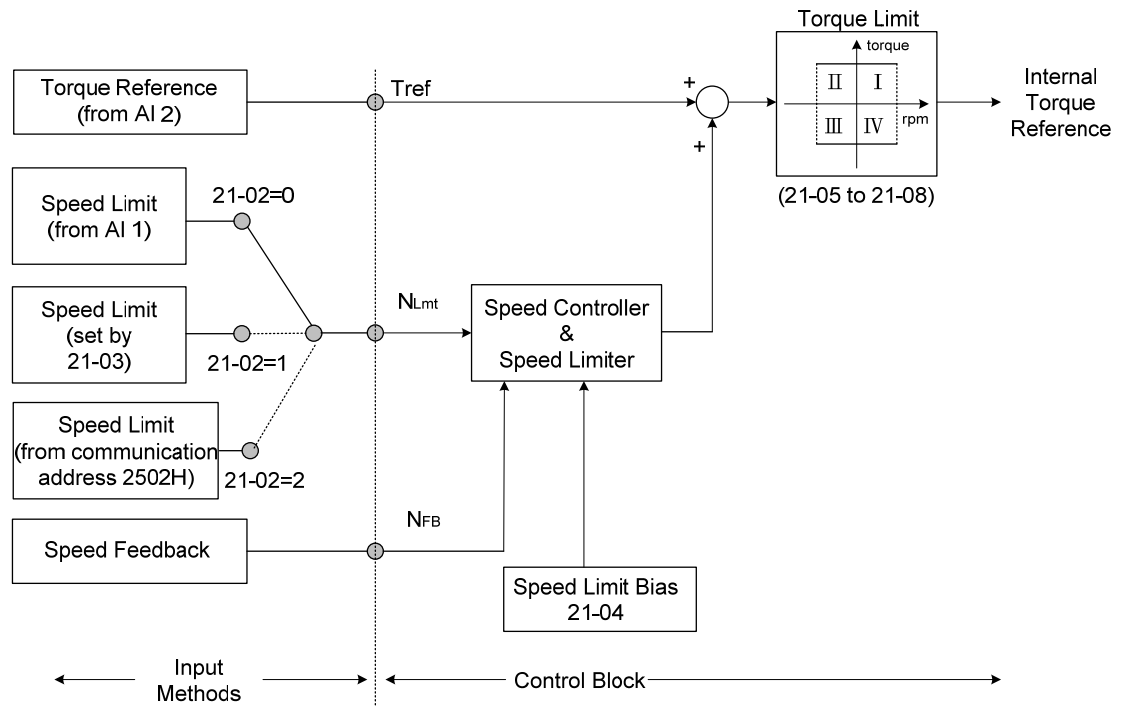 Torque Limit
torque
II
I
III
IV
rpm
(21-05 to 21-08)
Internal
Torque
Reference
Torque Reference
(from AI 2)
Tref
+
+
Speed Limit
(from AI 1)
21-02=0
Speed Limit
(set by
21-03)
21-02=1
NLmt
Speed Controller
&
Speed Limiter
Speed Limit
(from communication
address 2502H)
21-02=2
Speed Feedback
NFB
Speed Limit Bias
21-04
Input
Methods
Control Block